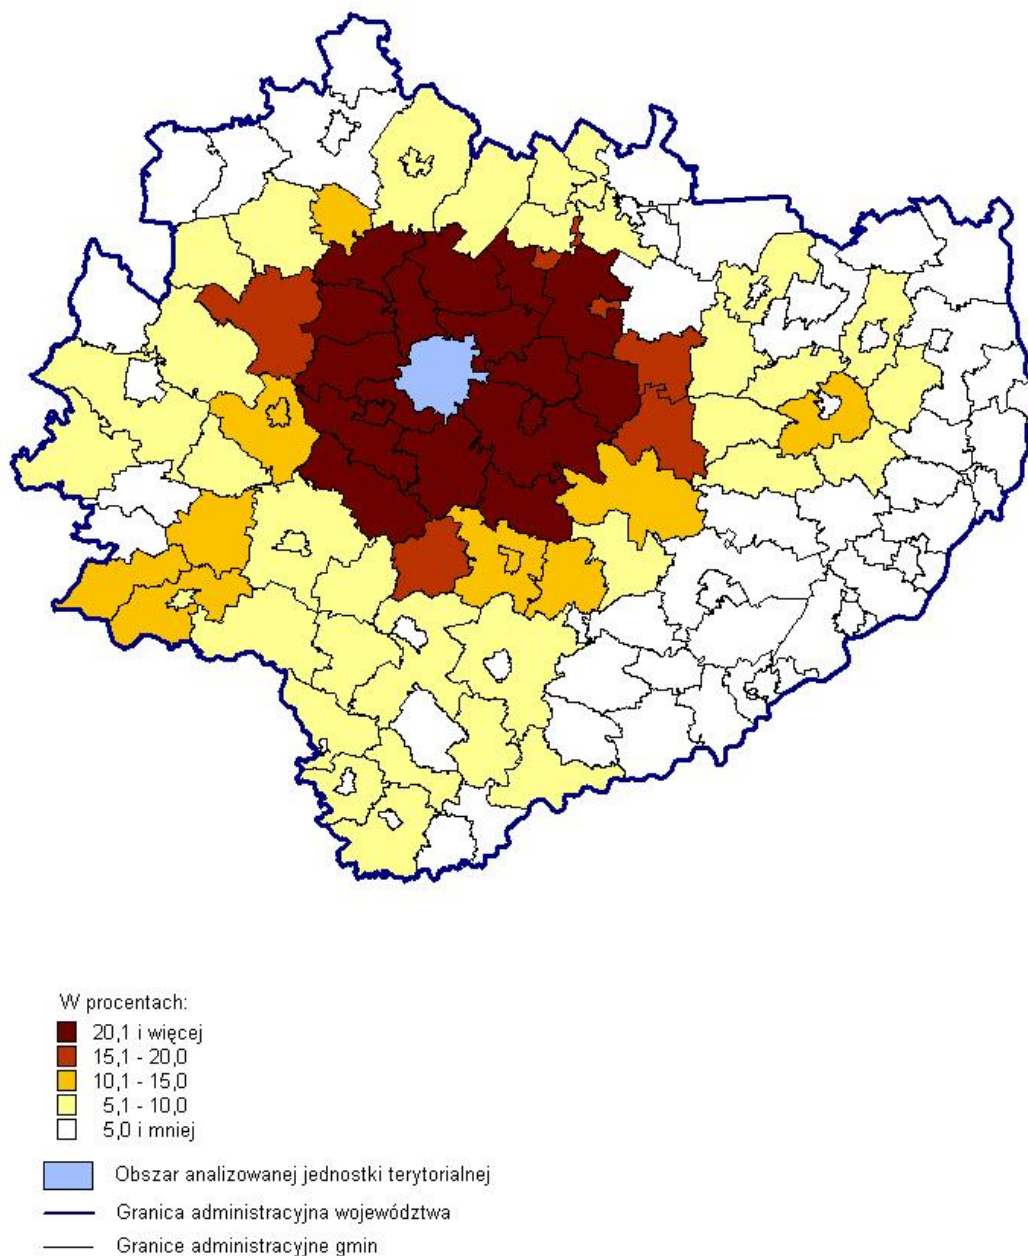 W procentach:
20,1 i więcej
15,1 - 20,0
10,1 - 15,0
5,1 - 10,0
5,0 i mniej
Obszar analizowanej jednostki terytorialnej
Granica administracyjna województwa
Granice administracyjne gmin